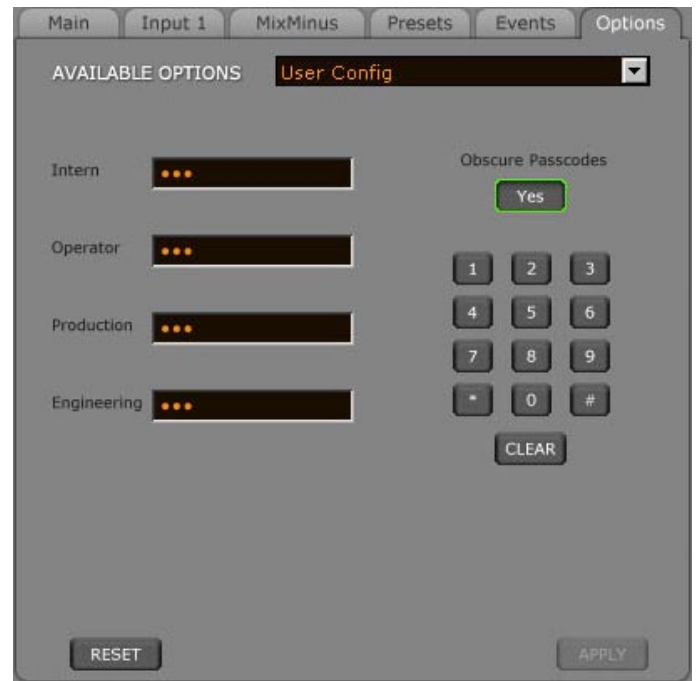 Main Input 1 MixMinus Presets Events Options
AVAILABLE OPTIONS User Config
Obscure Passcodes
Intern •••
Yes
Operator •••
1 2 3
4 5 6
Production •••
7 8 9
Engineering •••
* 0 #
CLEAR
RESET APPLY